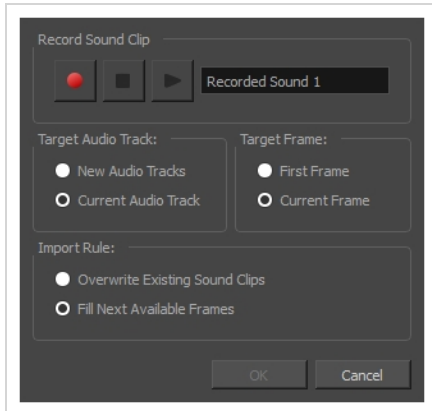 Record Sound Clip
Recorded Sound 1
Target Audio Track:
New Audio Tracks
Current Audio Track
Target Frame:
First Frame
Current Frame
Import Rule:
Overwrite Existing Sound Clips
Fill Next Available Frames
OK
Cancel